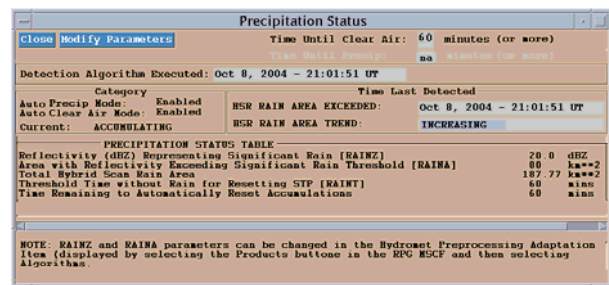 Precipitation Status
Close Modify Parameters Time Until Clear Air: 60 minutes (or more)
Time Until Precip: na minutes (or more)
Detection Algorithm Executed: Oct 8, 2004 - 21:01:51 UT
Category Time Last Detected
Auto Precip Mode: Enabled
Auto Clear Air Mode: Enabled
HSR RAIN AREA EXCEEDED: Oct 8, 2004 - 21:01:51 UT
Current: ACCUMULATING
HSR RAIN AREA TREND: INCREASING
PRECIPITATION STATUS TABLE
Reflectivity (dBZ) Representing Significant Rain [RAINZ] 20.0 dBZ
Area with Reflectivity Exceeding Significant Rain Threshold [RAINA] 80 km**2
Total Hybrid Scan Rain Area 187.77 km**2
Threshold Time without Rain for Resetting STP [RAINT] 60 mins
Time Remaining to Automatically Reset Accumulations 60 mins
NOTE: RAINZ and RAINA parameters can be changed in the Hydromet Preprocessing Adaptation
Item (displayed by selecting the Products buttone in the RPG MSCF and then selecting
Algorithms.